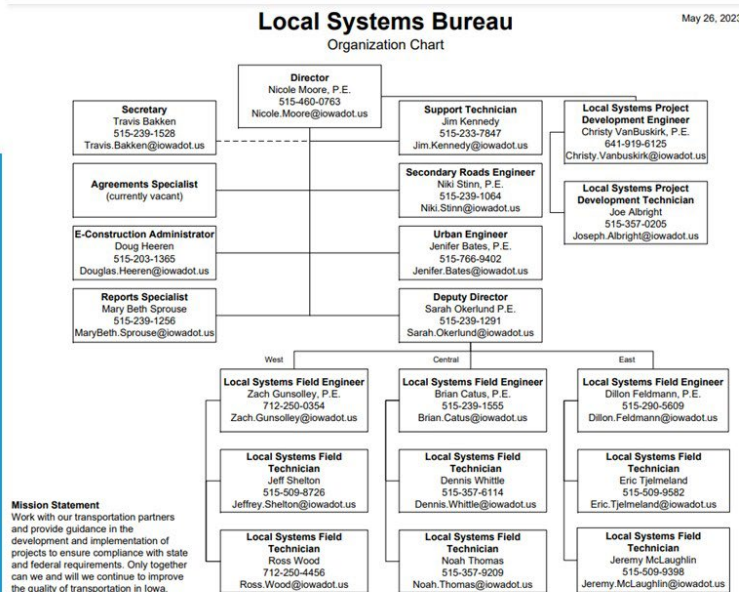 Local Systems Bureau
May 26, 2023
Organization Chart
Director
Nicole Moore, P.E.
515-460-0763
Nicole.Moore@iowadot.us
Secretary
Travis Bakken
515-239-1528
Travis.Bakken@iowadot.us
Support Technician
Jim Kennedy
515-233-7847
Jim.Kennedy@iowadot.us
Local Systems Project
Development Engineer
Christy VanBuskirk, P.E.
641-919-6125
Christy.Vanbuskirk@iowadot.us
Agreements Specialist
(currently vacant)
Secondary Roads Engineer
Niki Stinn, P.E.
515-239-1064
Niki.Stinn@iowadot.us
Local Systems Project
Development Technician
Joe Albright
515-357-0205
Joseph.Albright@iowadot.us
E-Construction Administrator
Doug Heeren
515-203-1365
Douglas.Heeren@iowadot.us
Urban Engineer
Jenifer Bates, P.E.
515-766-9402
Jenifer.Bates@iowadot.us
Reports Specialist
Mary Beth Sprouse
515-239-1256
MaryBeth.Sprouse@iowadot.us
Deputy Director
Sarah Okerlund P.E.
515-239-1291
Sarah.Okerlund@iowadot.us
West
Central
East
Local Systems Field Engineer
Zach Gunsolley, P.E.
712-250-0354
Zach.Gunsolley@iowadot.us
Local Systems Field Engineer
Brian Catus, P.E.
515-239-1555
Brian.Catus@iowadot.us
Local Systems Field Engineer
Dillon Feldmann, P.E.
515-290-5609
Dillon.Feldmann@iowadot.us
Local Systems Field
Technician
Jeff Shelton
515-509-8726
Jeffrey.Shelton@iowadot.us
Local Systems Field
Technician
Dennis Whittle
515-357-6114
Dennis.Whittle@iowadot.us
Local Systems Field
Technician
Eric Tjelmeland
515-509-9582
Eric.Tjelmeland@iowadot.us
Local Systems Field
Technician
Ross Wood
712-250-4456
Ross.Wood@iowadot.us
Local Systems Field
Technician
Noah Thomas
515-357-9209
Noah.Thomas@iowadot.us
Local Systems Field
Technician
Jeremy McLaughlin
515-509-9398
Jeremy.McLaughlin@iowadot.us
Mission Statement
Work with our transportation partners
and provide guidance in the
development and implementation of
projects to ensure compliance with state
and federal requirements. Only together
can we and will we continue to improve
the quality of transportation in Iowa.